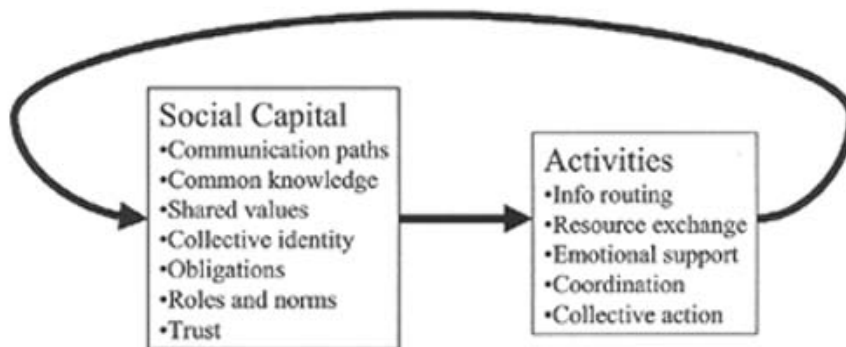 Social Capital
•Communication paths
•Common knowledge
•Shared values
•Collective identity
•Obligations
•Roles and norms
•Trust
Activities
•Info routing
•Resource exchange
•Emotional support
•Coordination
•Collective action